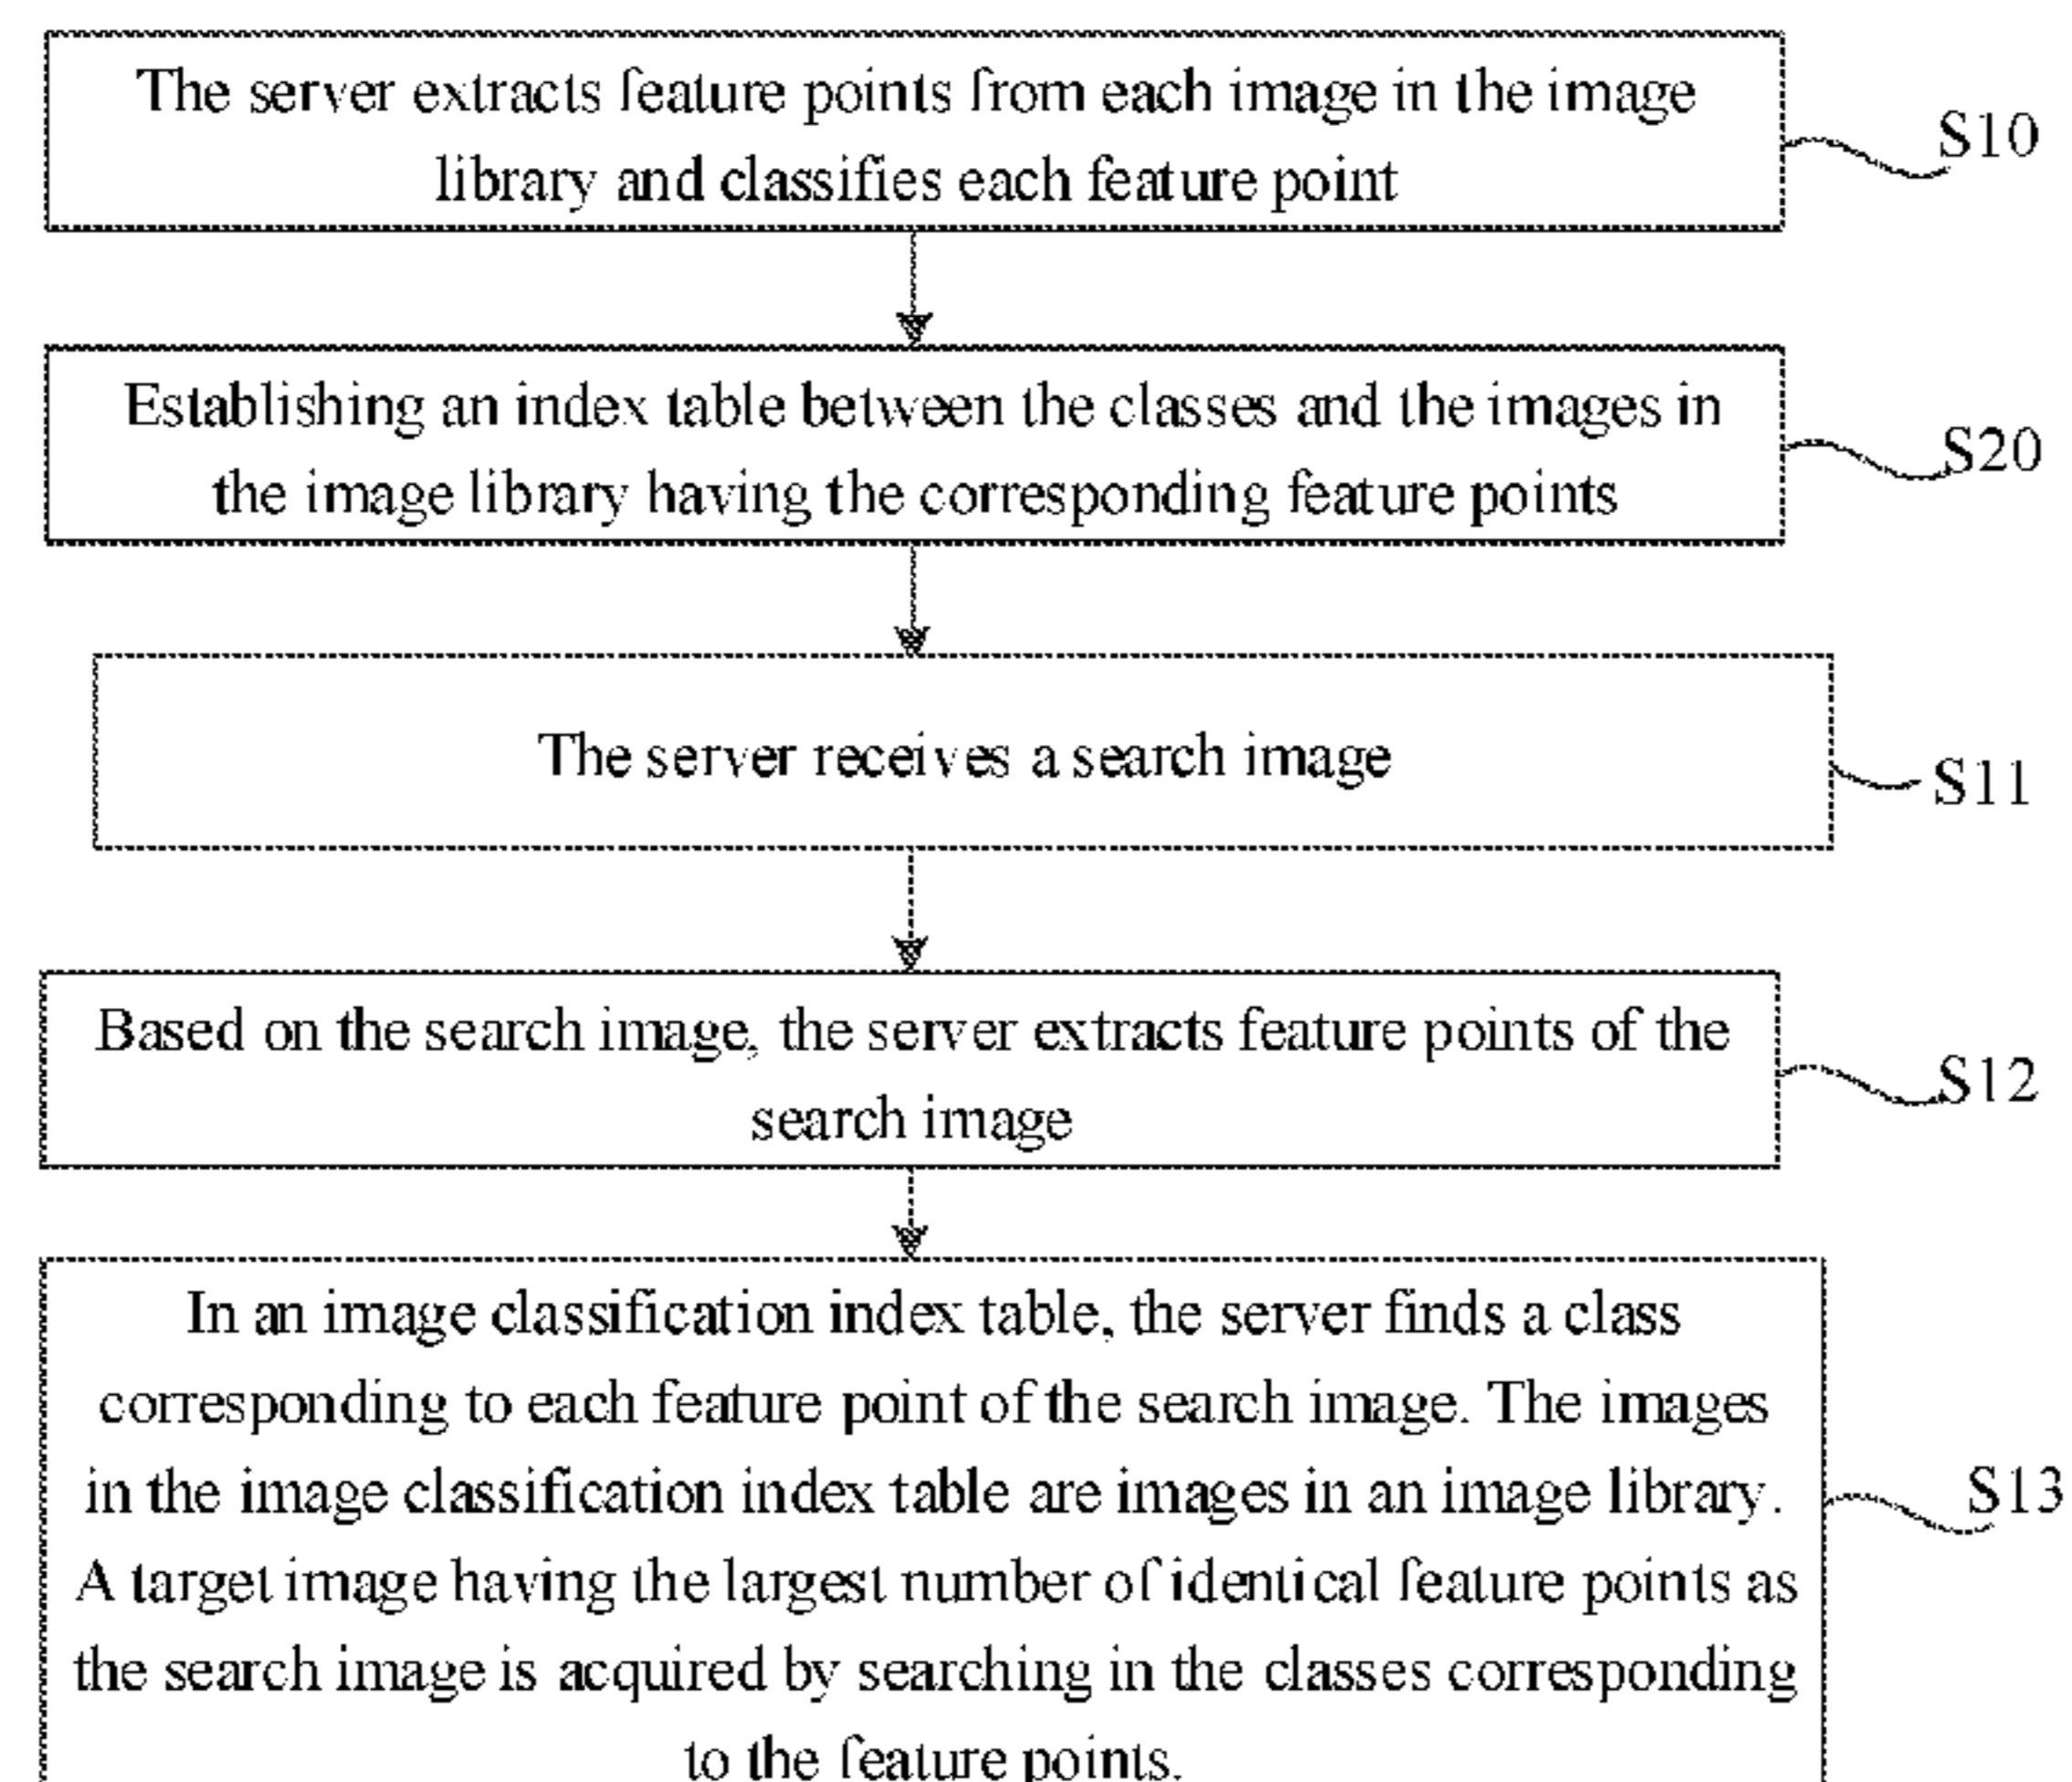 The server extracts feature points from each image in the image
library and classifies each feature point
S10
Establishing an index table between the classes and the images in
the image library having the corresponding feature points
S20
The server receives a search image
S11
Based on the search image, the server extracts feature points of the
search image
S12
In an image classification index table, the server finds a class
corresponding to each feature point of the search image. The images
in the image classification index table are images in an image library.
A target image having the largest number of identical feature points as
the search image is acquired by searching in the classes corresponding
to the feature points.
S13